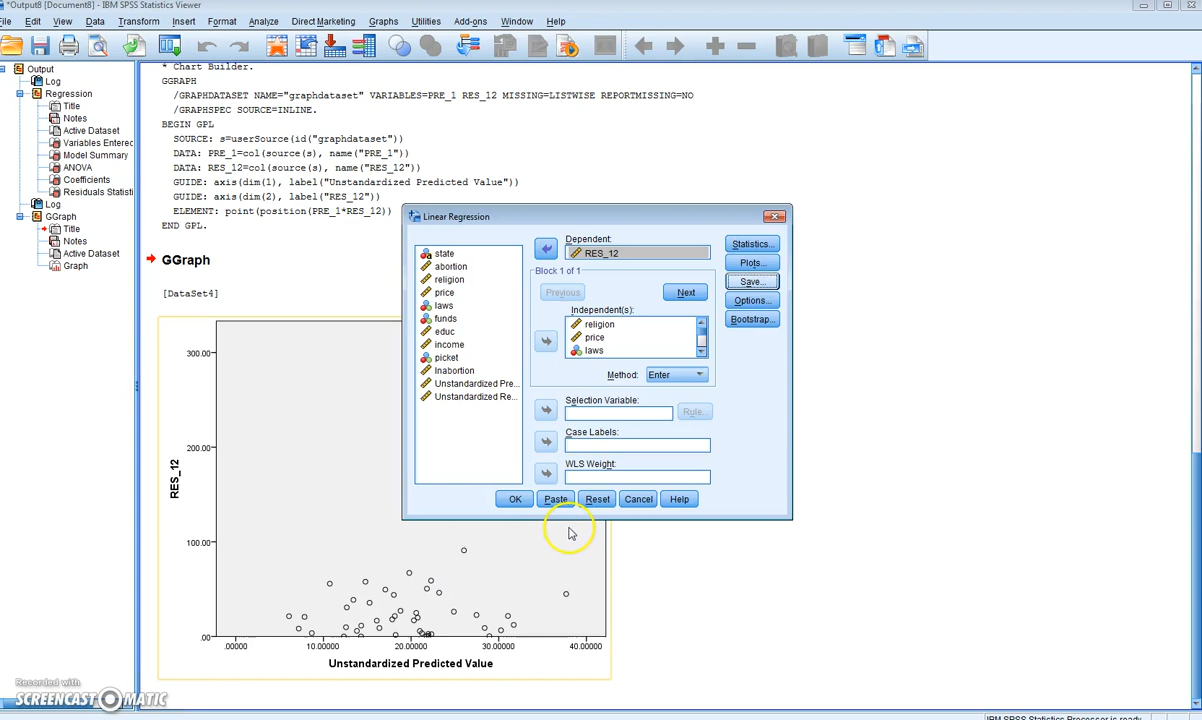 *Output8 [Document8] - IBM SPSS Statistics Viewer
File Edit View Data Transform Insert Format Analyze Direct Marketing Graphs Utilities Add-ons Window Help
Output
Log
Regression
Title
Notes
Active Dataset
Variables Entered
Model Summary
ANOVA
Coefficients
Residuals Statisti
Log
GGraph
Title
Notes
Active Dataset
Graph
* Chart Builder.
GGRAPH
/GRAPHDATASET NAME="graphdataset" VARIABLES=PRE_1 RES_12 MISSING=LISTWISE REPORTMISSING=NO
/GRAPHSPEC SOURCE=INLINE.
BEGIN GPL
SOURCE: s=userSource(id("graphdataset"))
DATA: PRE_1=col(source(s), name("PRE_1"))
DATA: RES_12=col(source(s), name("RES_12"))
GUIDE: axis(dim(1), label("Unstandardized Predicted Value"))
GUIDE: axis(dim(2), label("RES_12"))
ELEMENT: point(position(PRE_1*RES_12))
END GPL.
GGraph
[DataSet4]
300.00
200.00
100.00
.00
RES_12
.00000 10.00000 20.00000 30.00000 40.00000
Unstandardized Predicted Value
Linear Regression
state
abortion
religion
price
laws
funds
educ
income
picket
lnabortion
Unstandardized Pre...
Unstandardized Re...
Dependent:
RES_12
Block 1 of 1
Previous
Next
Independent(s):
religion
price
laws
Method: Enter
Selection Variable:
Rule...
Case Labels:
WLS Weight:
Statistics...
Plots...
Save...
Options...
Bootstrap...
OK Paste Reset Cancel Help
Recorded with
SCREENCAST MATIC
IBM SPSS Statistics Processor is ready